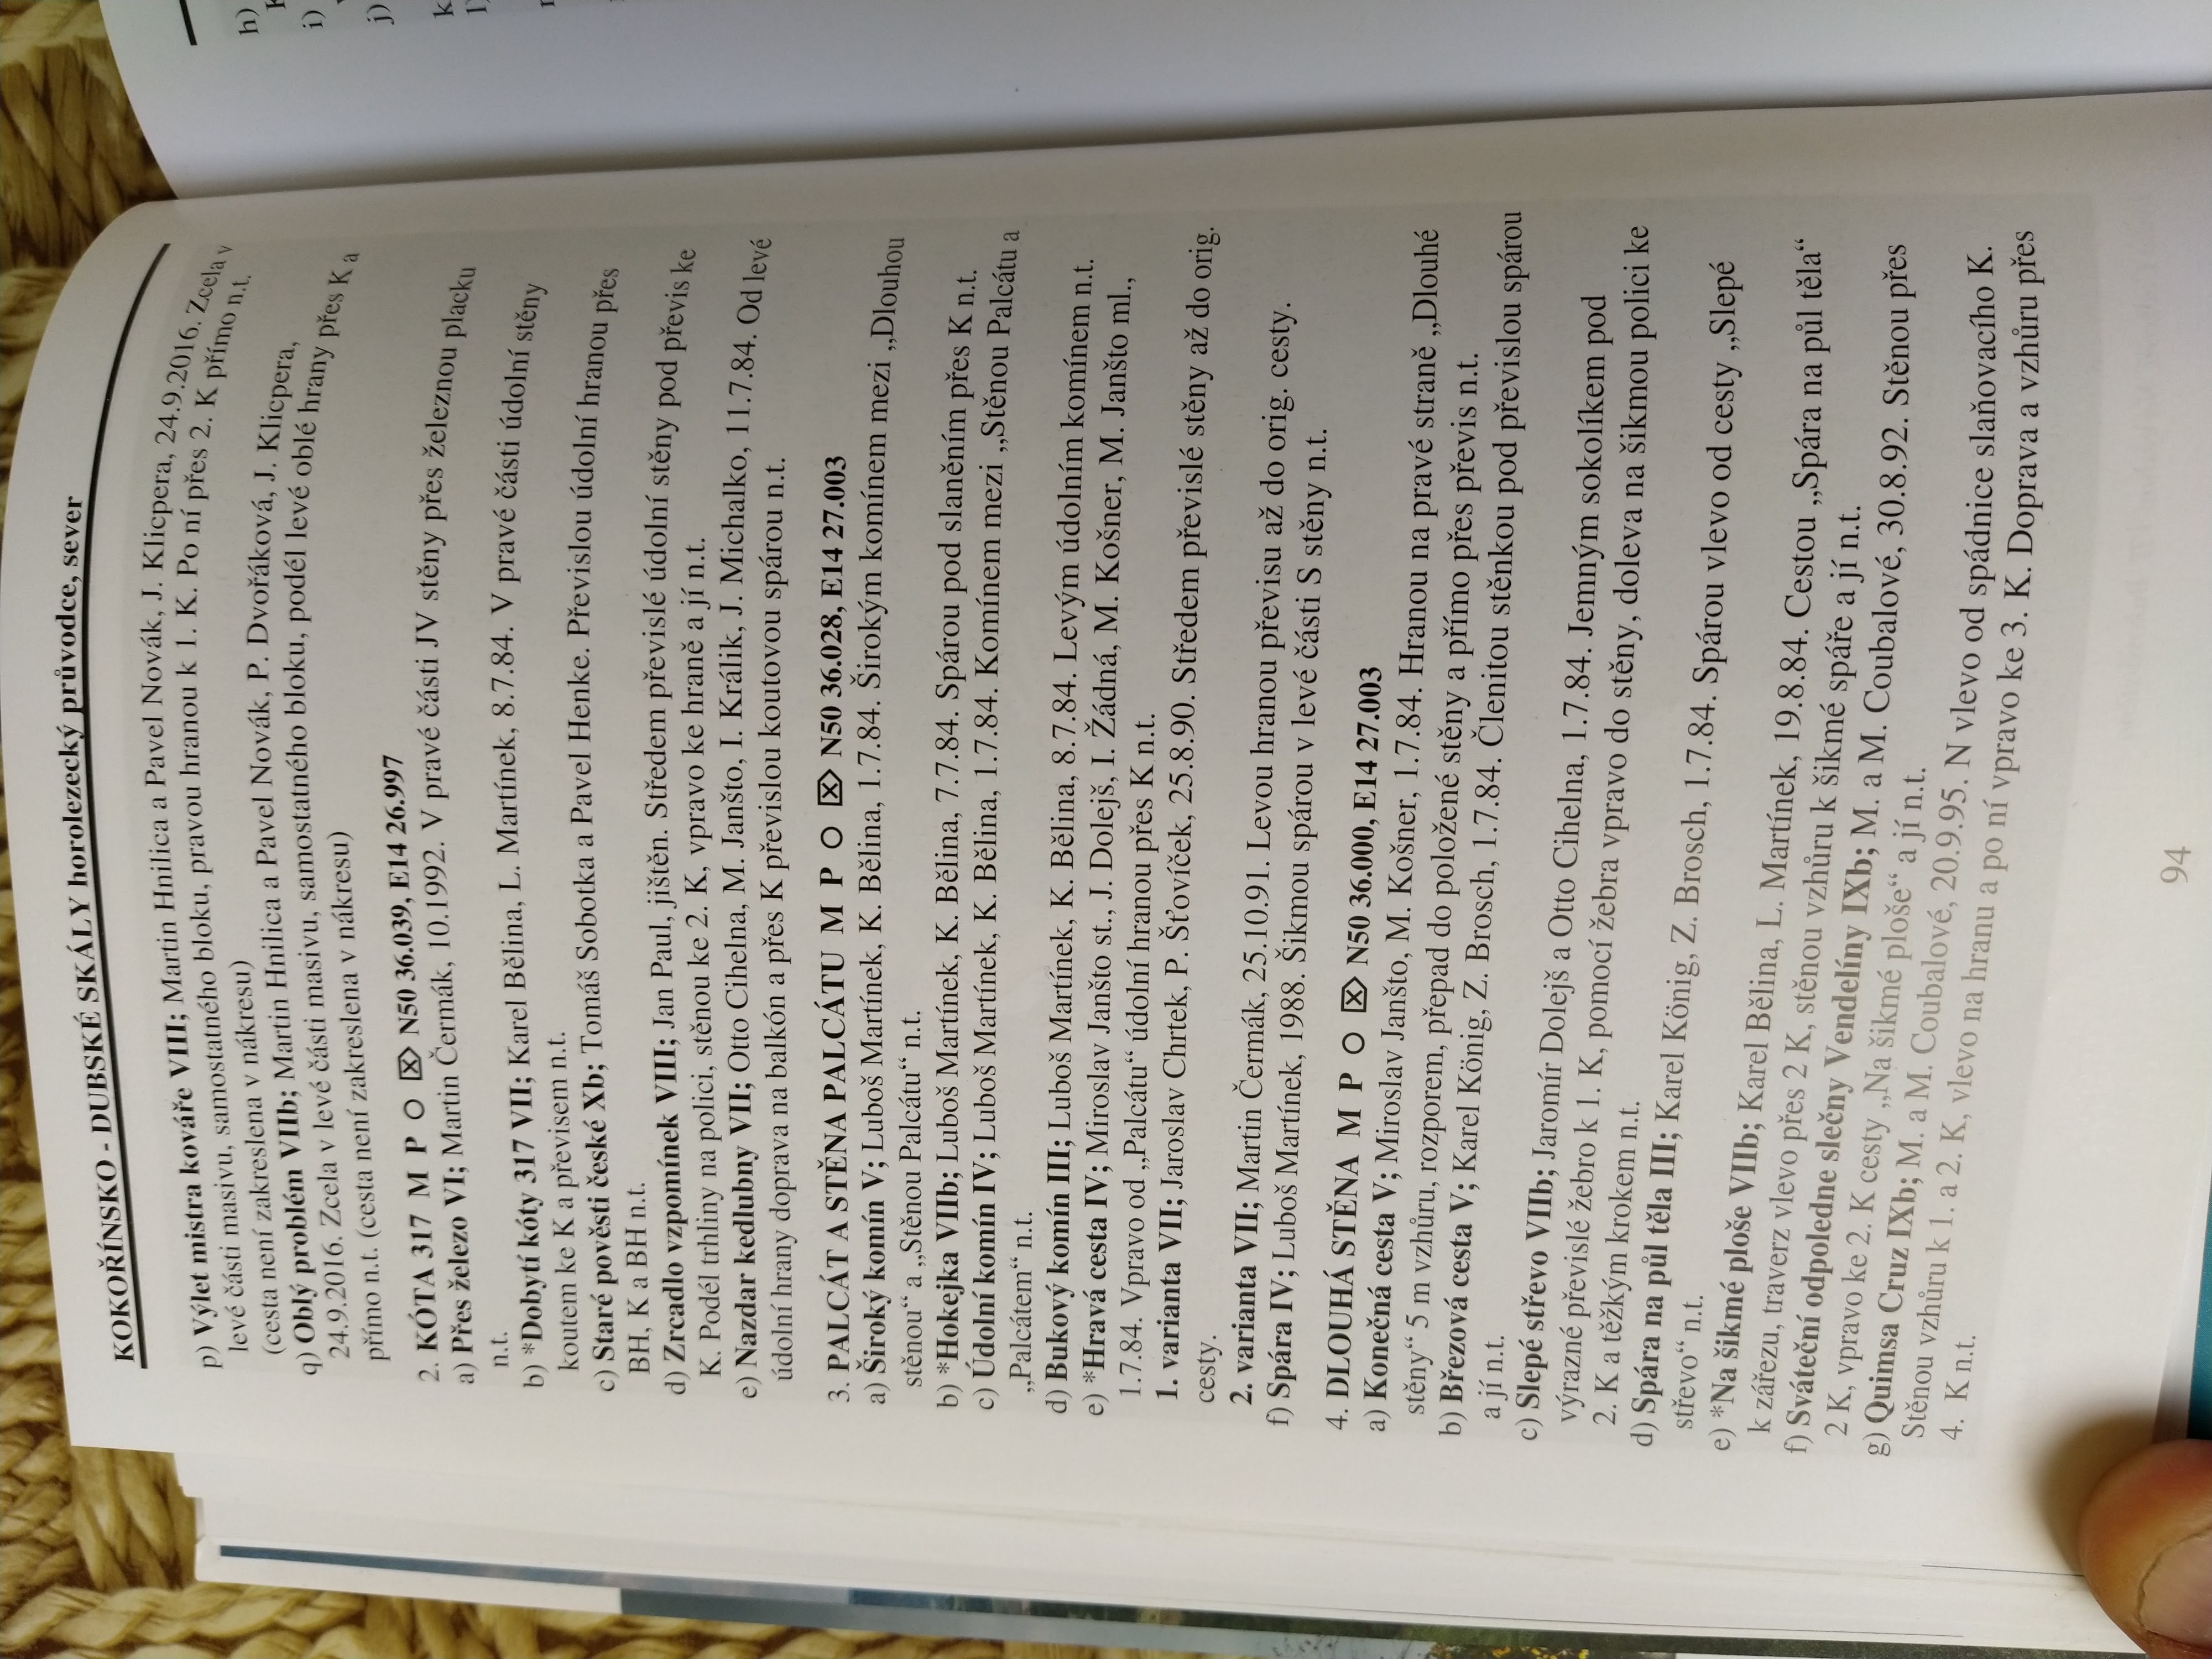 KOKOŘÍNSKO - DUBSKÉ SKÁLY horolezecký průvodce, sever
p) Výlet mistra kováře VIII; Martin Hnilica a Pavel Novák, J. Klicpera, 24.9.2016. Zcela v
levé části masivu, samostatného bloku, pravou hranou k 1. K. Po ní přes 2. K přímo n.t.
(cesta není zakreslena v nákresu)
q) Oblý problém VIIb; Martin Hnilica a Pavel Novák, P. Dvořáková, J. Klicpera,
24.9.2016. Zcela v levé části masivu, samostatného bloku, podél levé oblé hrany přes K a
přímo n.t. (cesta není zakreslena v nákresu)
2. KÓTA 317 M P N50 36.039, E14 26.997
a) Přes železo VI; Martin Čermák, 10.1992. V pravé části JV stěny přes železnou placku
n.t.
b) *Dobytí kóty 317 VII; Karel Bělina, L. Martínek, 8.7.84. V pravé části údolní stěny
koutem ke K a převisem n.t.
c) Staré pověsti české Xb; Tomáš Sobotka a Pavel Henke. Převislou údolní hranou přes
BH, K a BH n.t.
d) Zrcadlo vzpomínek VIII; Jan Paul, jištěn. Středem převislé údolní stěny pod převis ke
K. Podél trhliny na polici, stěnou ke 2. K, vpravo ke hraně a jí n.t.
e) Nazdar kedlubny VII; Otto Cihelna, M. Janšto, I. Králik, J. Michalko, 11.7.84. Od levé
údolní hrany doprava na balkón a přes K převislou koutovou spárou n.t.
3. PALCÁT A STĚNA PALCÁTU M P N50 36.028, E14 27.003
a) Široký komín V; Luboš Martínek, K. Bělina, 1.7.84. Širokým komínem mezi „Dlouhou
stěnou“ a „Stěnou Palcátu“ n.t.
b) *Hokejka VIIb; Luboš Martínek, K. Bělina, 7.7.84. Spárou pod slaněním přes K n.t.
c) Údolní komín IV; Luboš Martínek, K. Bělina, 1.7.84. Komínem mezi „Stěnou Palcátu a
„Palcátem“ n.t.
d) Bukový komín III; Luboš Martínek, K. Bělina, 8.7.84. Levým údolním komínem n.t.
e) *Hravá cesta IV; Miroslav Janšto st., J. Dolejš, I. Žádná, M. Košner, M. Janšto ml.,
1.7.84. Vpravo od „Palcátu“ údolní hranou přes K n.t.
1. varianta VII; Jaroslav Chrtek, P. Šťovíček, 25.8.90. Středem převislé stěny až do orig.
cesty.
2. varianta VII; Martin Čermák, 25.10.91. Levou hranou převisu až do orig. cesty.
f) Spára IV; Luboš Martínek, 1988. Šikmou spárou v levé části S stěny n.t.
4. DLOUHÁ STĚNA M P N50 36.000, E14 27.003
a) Konečná cesta V; Miroslav Janšto, M. Košner, 1.7.84. Hranou na pravé straně „Dlouhé
stěny“ 5 m vzhůru, rozporem, přepad do položené stěny a přímo přes převis n.t.
b) Březová cesta V; Karel König, Z. Brosch, 1.7.84. Členitou stěnkou pod převislou spárou
a jí n.t.
c) Slepé střevo VIIb; Jaromír Dolejš a Otto Cihelna, 1.7.84. Jemným sokolíkem pod
výrazné převislé žebro k 1. K, pomocí žebra vpravo do stěny, doleva na šikmou polici ke
2. K a těžkým krokem n.t.
d) Spára na půl těla III; Karel König, Z. Brosch, 1.7.84. Spárou vlevo od cesty „Slepé
střevo“ n.t.
e) *Na šikmé ploše VIIb; Karel Bělina, L. Martínek, 19.8.84. Cestou „Spára na půl těla“
k zářezu, traverz vlevo přes 2 K, stěnou vzhůru k šikmé spáře a jí n.t.
f) Sváteční odpoledne slečny Vendelíny IXb; M. a M. Coubalové, 30.8.92. Stěnou přes
2 K, vpravo ke 2. K cesty „Na šikmé ploše“ a jí n.t.
g) Quimsa Cruz IXb; M. a M. Coubalové, 20.9.95. N vlevo od spádnice slaňovacího K.
Stěnou vzhůru k 1. a 2. K, vlevo na hranu a po ní vpravo ke 3. K. Doprava a vzhůru přes
4. K n.t.
94
h)
i)
j)
k
l)